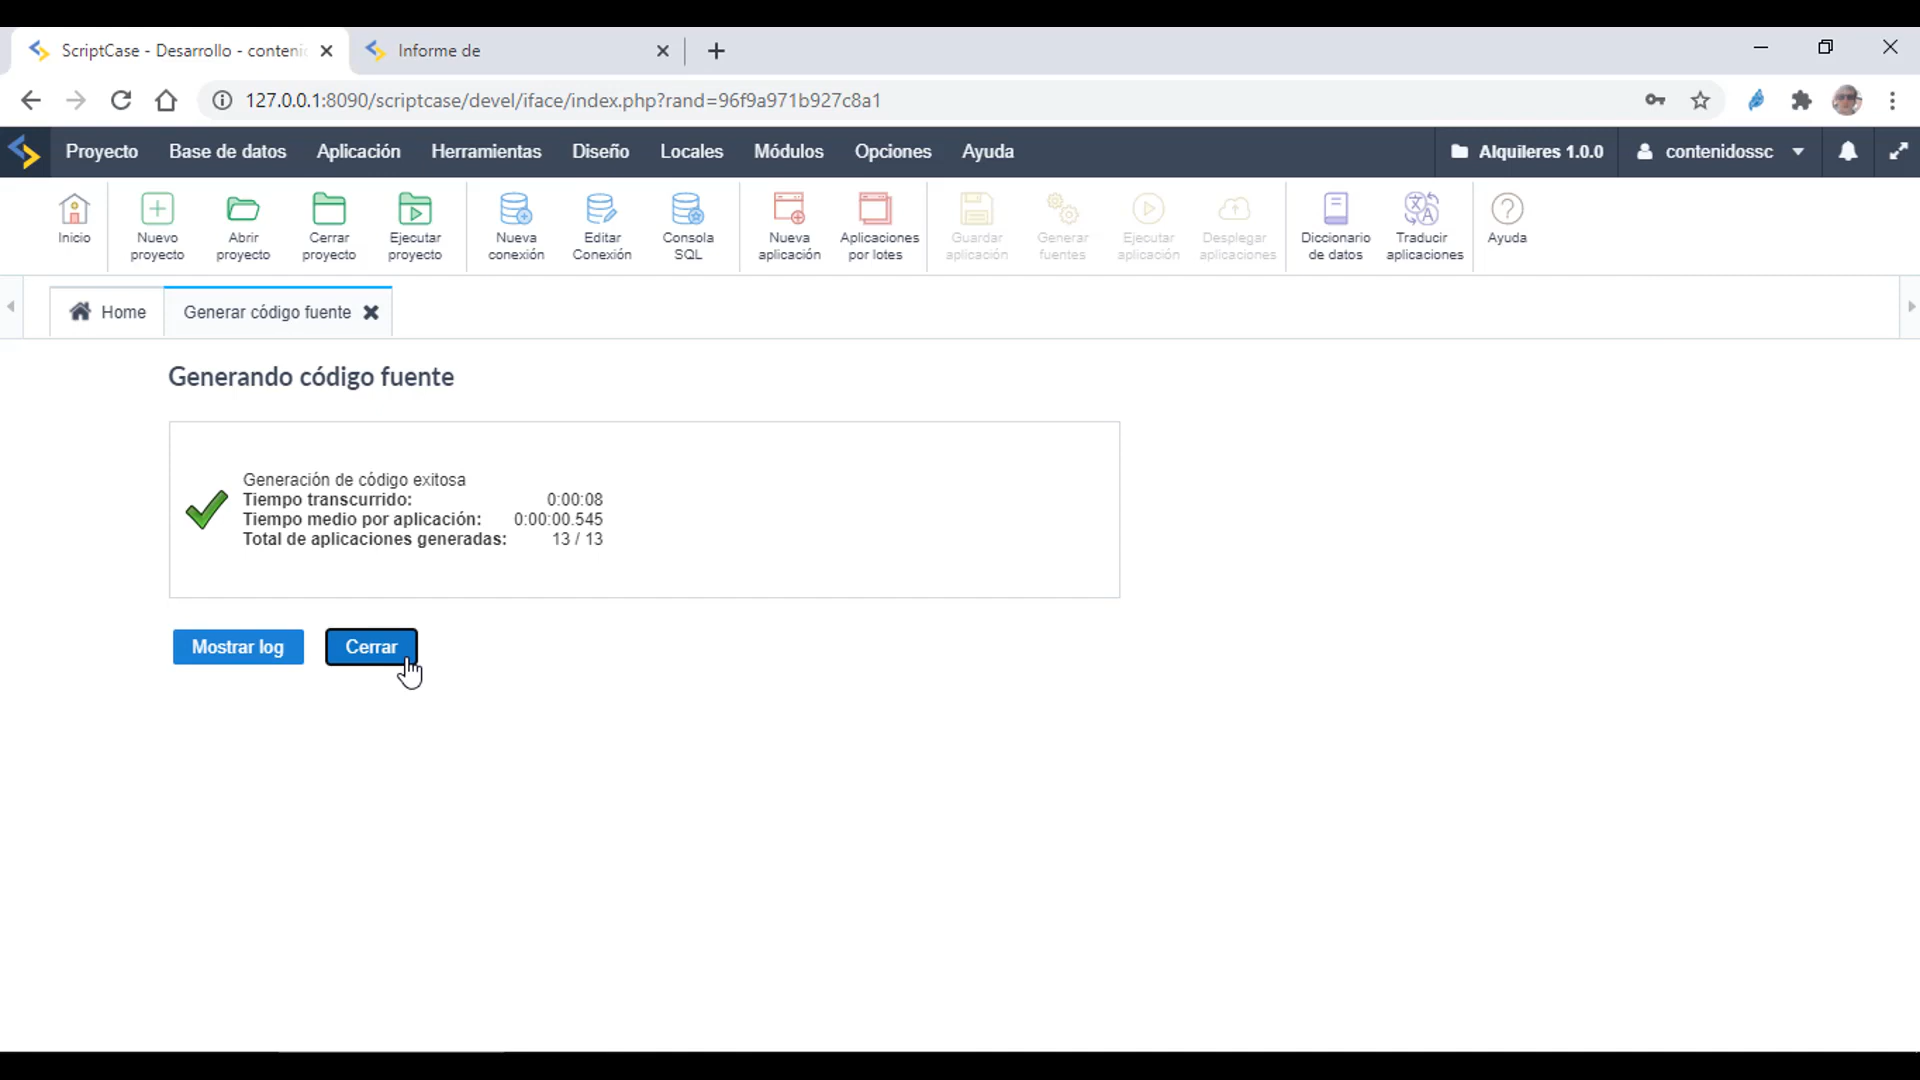 ScriptCase - Desarrollo - conteni
Informe de
127.0.0.1:8090/scriptcase/devel/iface/index.php?rand=96f9a971b927c8a1
Proyecto Base de datos Aplicación Herramientas Diseño Locales Módulos Opciones Ayuda Alquileres 1.0.0 contenidossc
Inicio
Nuevo proyecto
Abrir proyecto
Cerrar proyecto
Ejecutar proyecto
Nueva conexión
Editar Conexión
Consola SQL
Nueva aplicación
Aplicaciones por lotes
Guardar aplicación
Generar fuentes
Ejecutar aplicación
Desplegar aplicaciones
Diccionario de datos
Traducir aplicaciones
Ayuda
Home Generar código fuente
Generando código fuente
Generación de código exitosa
Tiempo transcurrido: 0:00:08
Tiempo medio por aplicación: 0:00:00.545
Total de aplicaciones generadas: 13 / 13
Mostrar log Cerrar